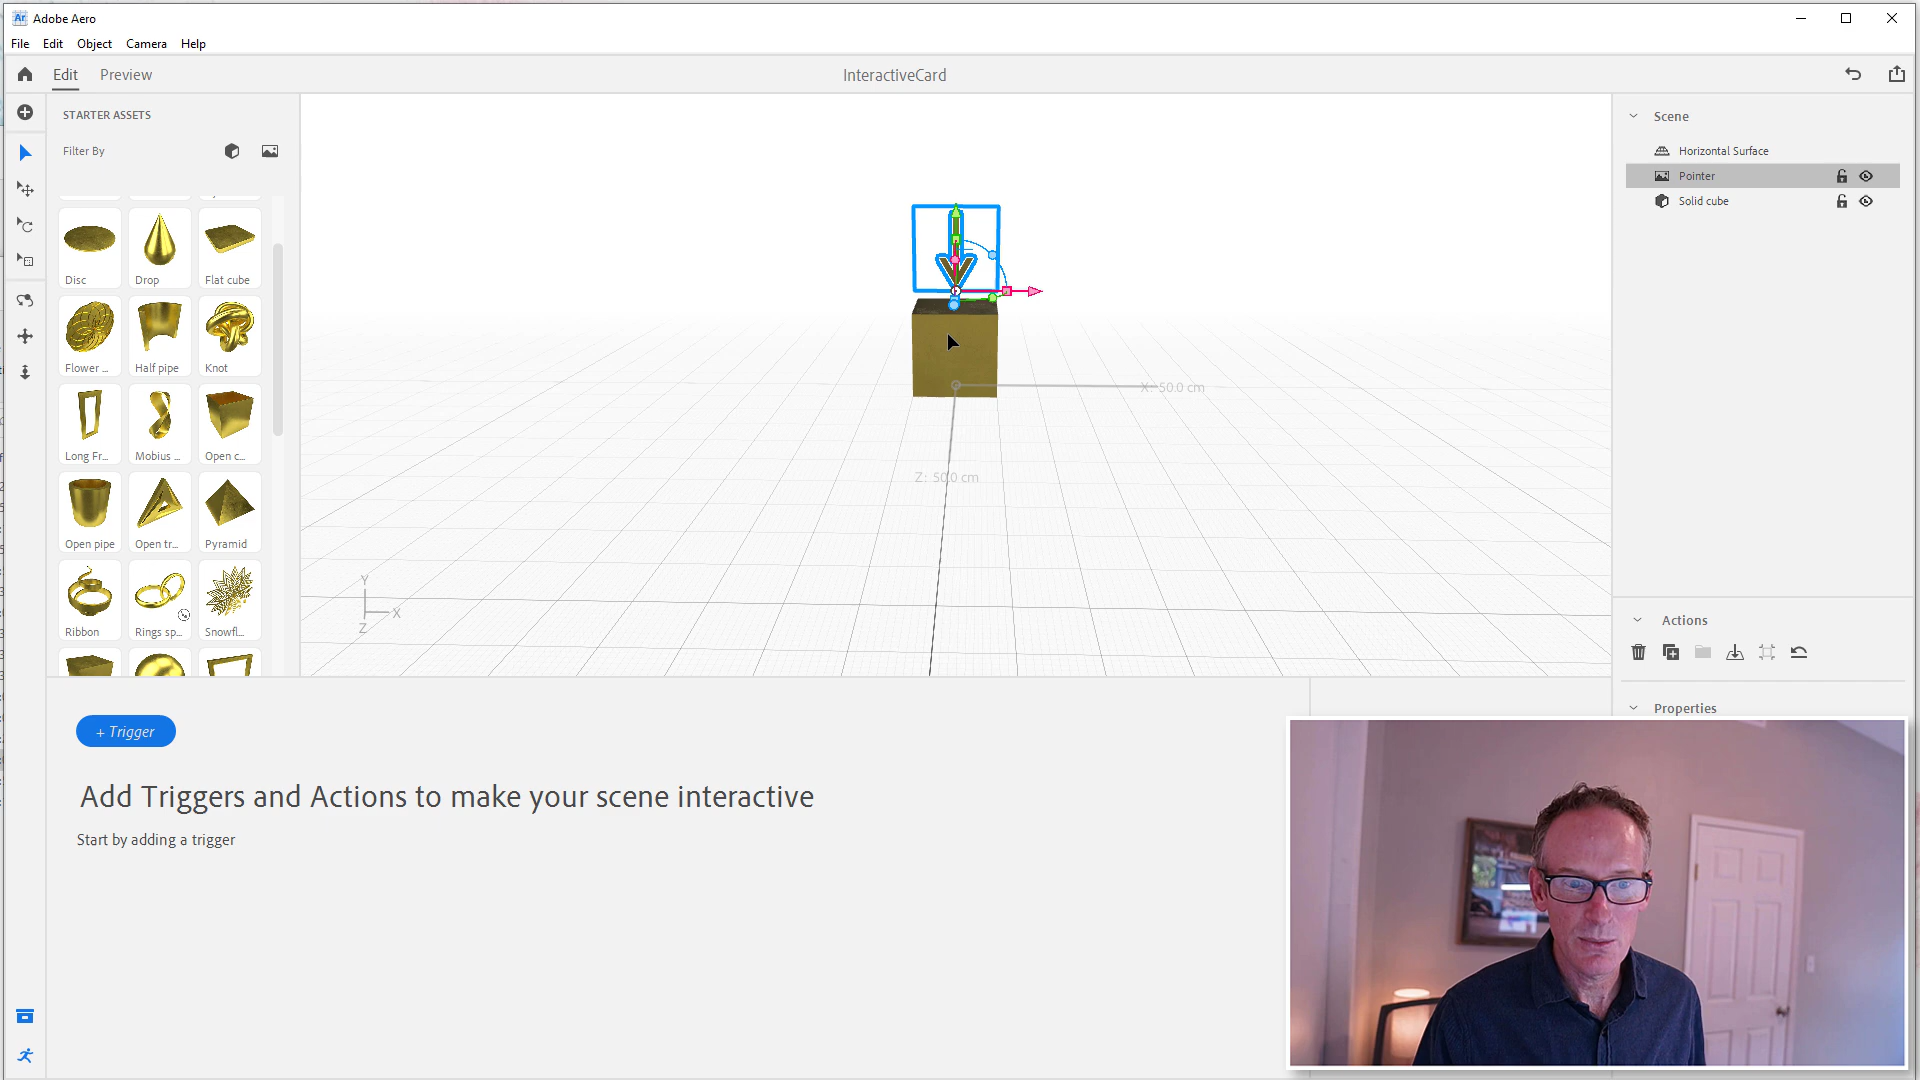 Adobe Aero
File Edit Object Camera Help
Edit Preview
InteractiveCard
STARTER ASSETS
Filter By
Disc
Drop
Flat cube
Flower ...
Half pipe
Knot
Long Fr...
Mobius ...
Open c...
Open pipe
Open tr...
Pyramid
Ribbon
Rings sp...
Snowfl...
X: 50.0 cm
Z: 50.0 cm
Y
X
Z
Scene
Horizontal Surface
Pointer
Solid cube
Actions
Properties
+ Trigger
Add Triggers and Actions to make your scene interactive
Start by adding a trigger